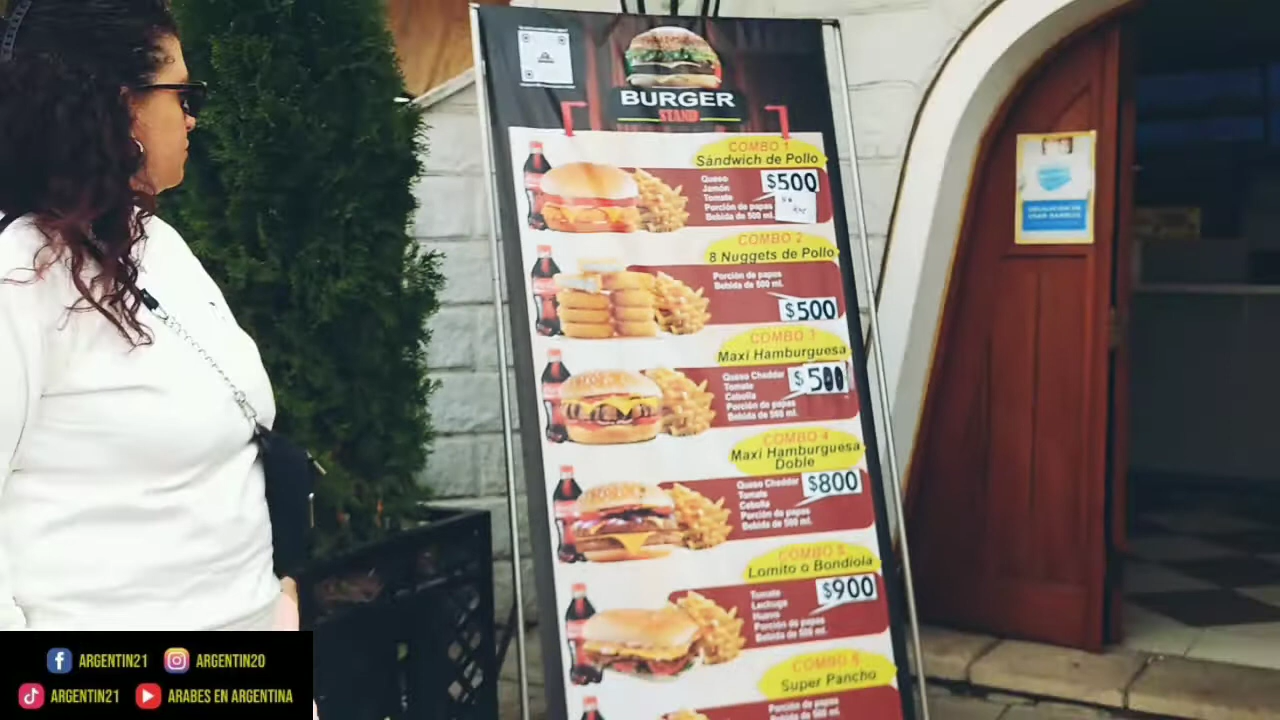 BURGER
STAND
COMBO 1
Sándwich de Pollo
Queso
Jamón
Tomate
Porción de papas
Bebida de 500 ml.
$500
COMBO 2
8 Nuggets de Pollo
Porción de papas
Bebida de 500 ml.
$500
COMBO 3
Maxi Hamburguesa
Queso Cheddar
Tomate
Cebolla
Porción de papas
Bebida de 500 ml.
$500
COMBO 4
Maxi Hamburguesa
Doble
Queso Cheddar
Tomate
Cebolla
Porción de papas
Bebida de 500 ml.
$800
COMBO 5
Lomito o Bondiola
Tomate
Lechuga
Huevo
Porción de papas
Bebida de 500 ml.
$900
COMBO 6
Super Pancho
Porción de papas
ARGENTIN21
ARGENTIN20
ARGENTIN21
ARABES EN ARGENTINA